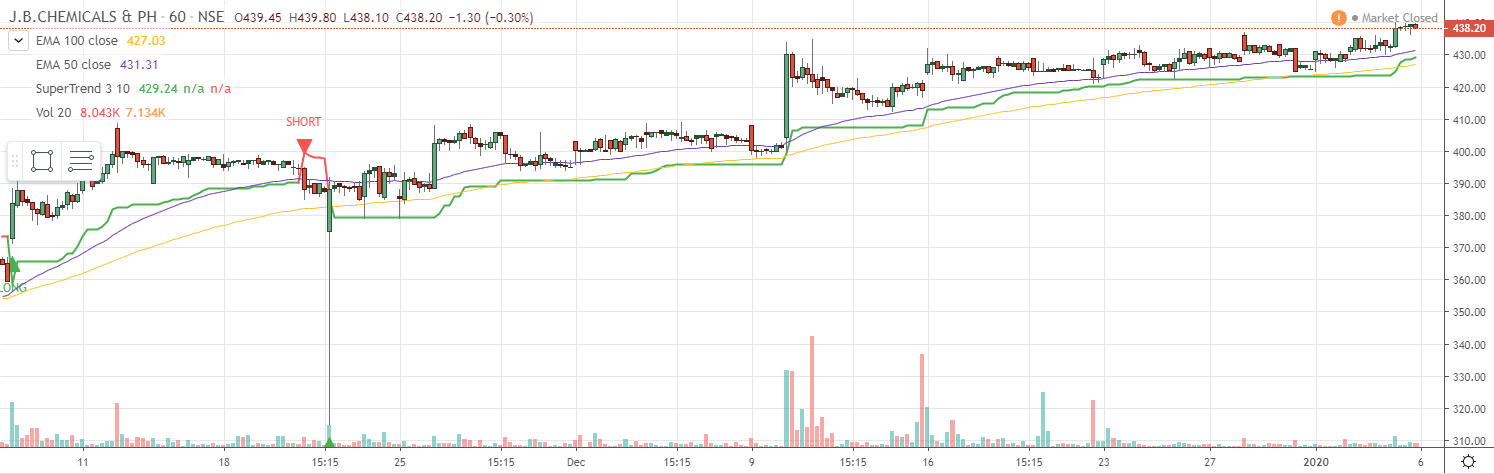 J.B.CHEMICALS & PH · 60 · NSE O439.45 H439.80 L438.10 C438.20 −1.30 (−0.30%)
Market Closed
438.20
EMA 100 close 427.03
EMA 50 close 431.31
SuperTrend 3 10 429.24 n/a n/a
Vol 20 8.043K 7.134K
SHORT
430.00
420.00
410.00
400.00
390.00
380.00
370.00
360.00
350.00
340.00
330.00
320.00
310.00
11 18 15:15 25 15:15 Dec 15:15 9 15:15 16 15:15 23 27 2020 6